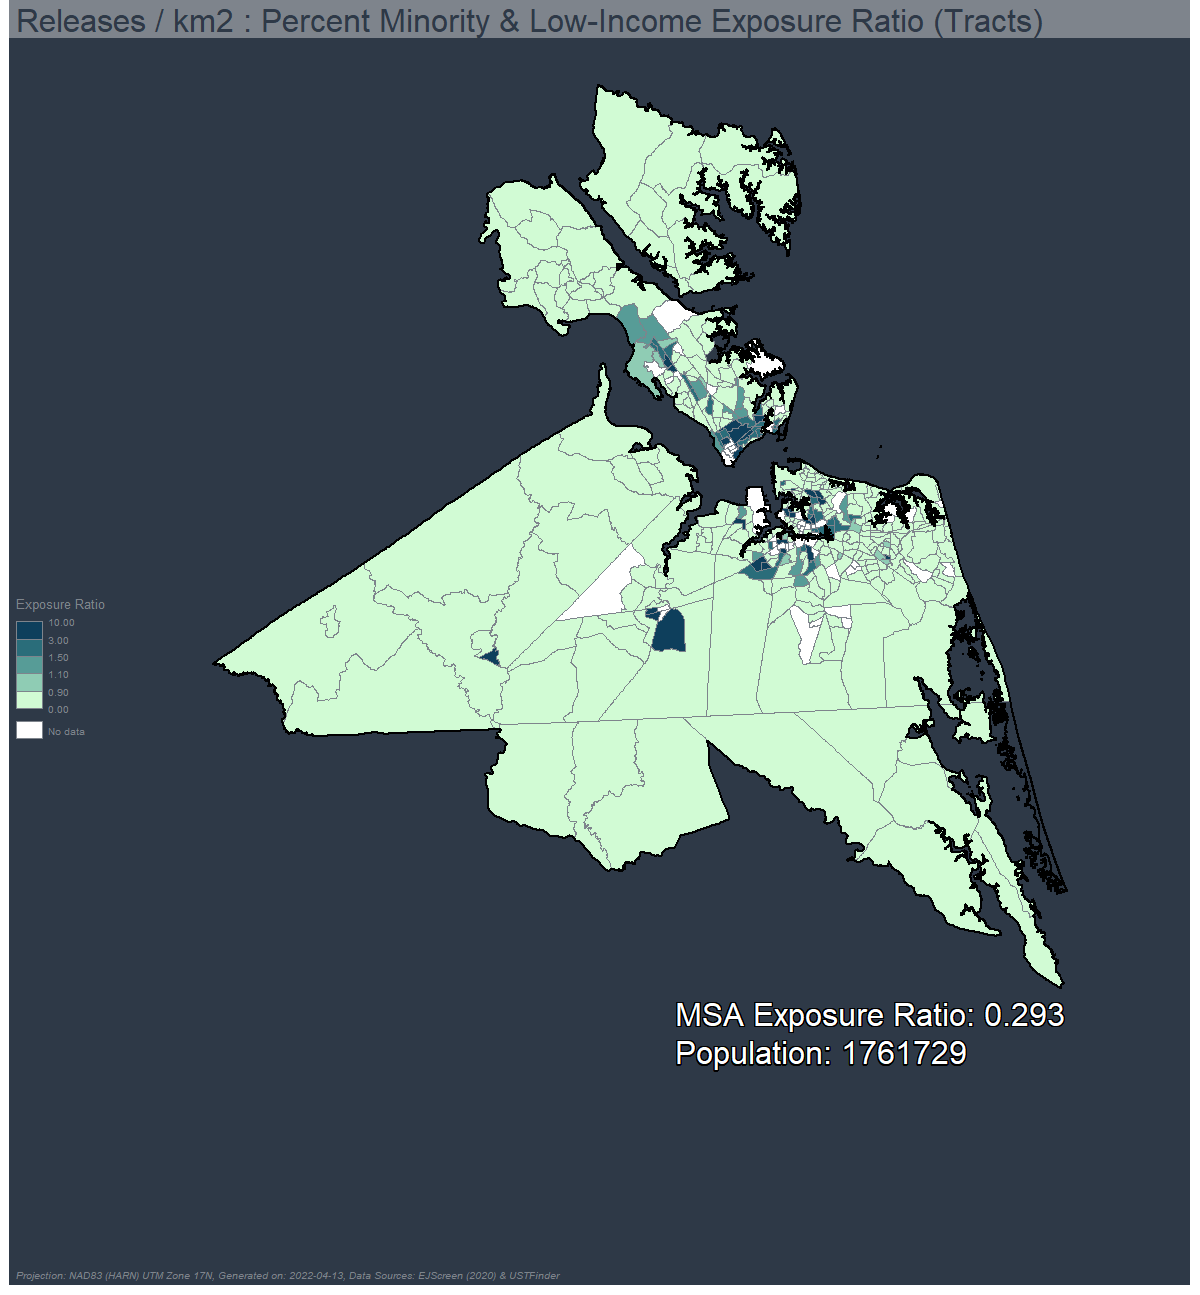 Releases / km2 : Percent Minority & Low-Income Exposure Ratio (Tracts)
Exposure Ratio
10.00
3.00
1.50
1.10
0.90
0.00
No data
MSA Exposure Ratio: 0.293
Population: 1761729
Projection: NAD83 (HARN) UTM Zone 17N, Generated on: 2022-04-13, Data Sources: EJScreen (2020) & USTFinder